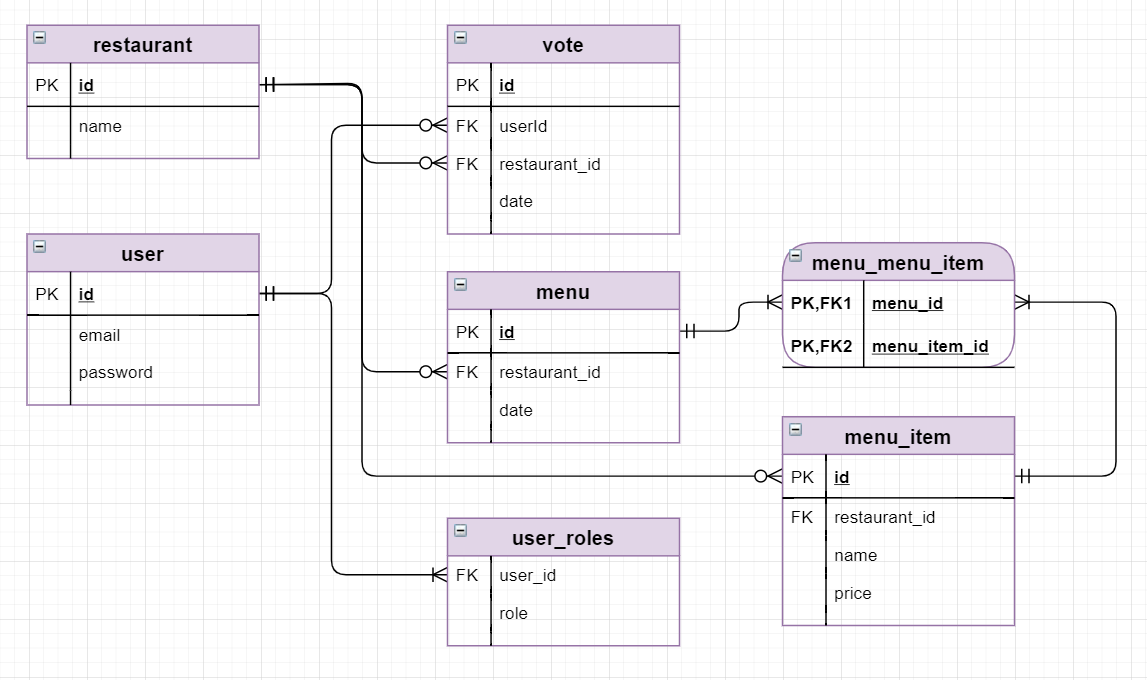 restaurant
PK id
name
vote
PK id
FK userId
FK restaurant_id
date
user
PK id
email
password
menu
PK id
FK restaurant_id
date
menu_menu_item
PK,FK1 menu_id
PK,FK2 menu_item_id
menu_item
PK id
FK restaurant_id
name
price
user_roles
FK user_id
role